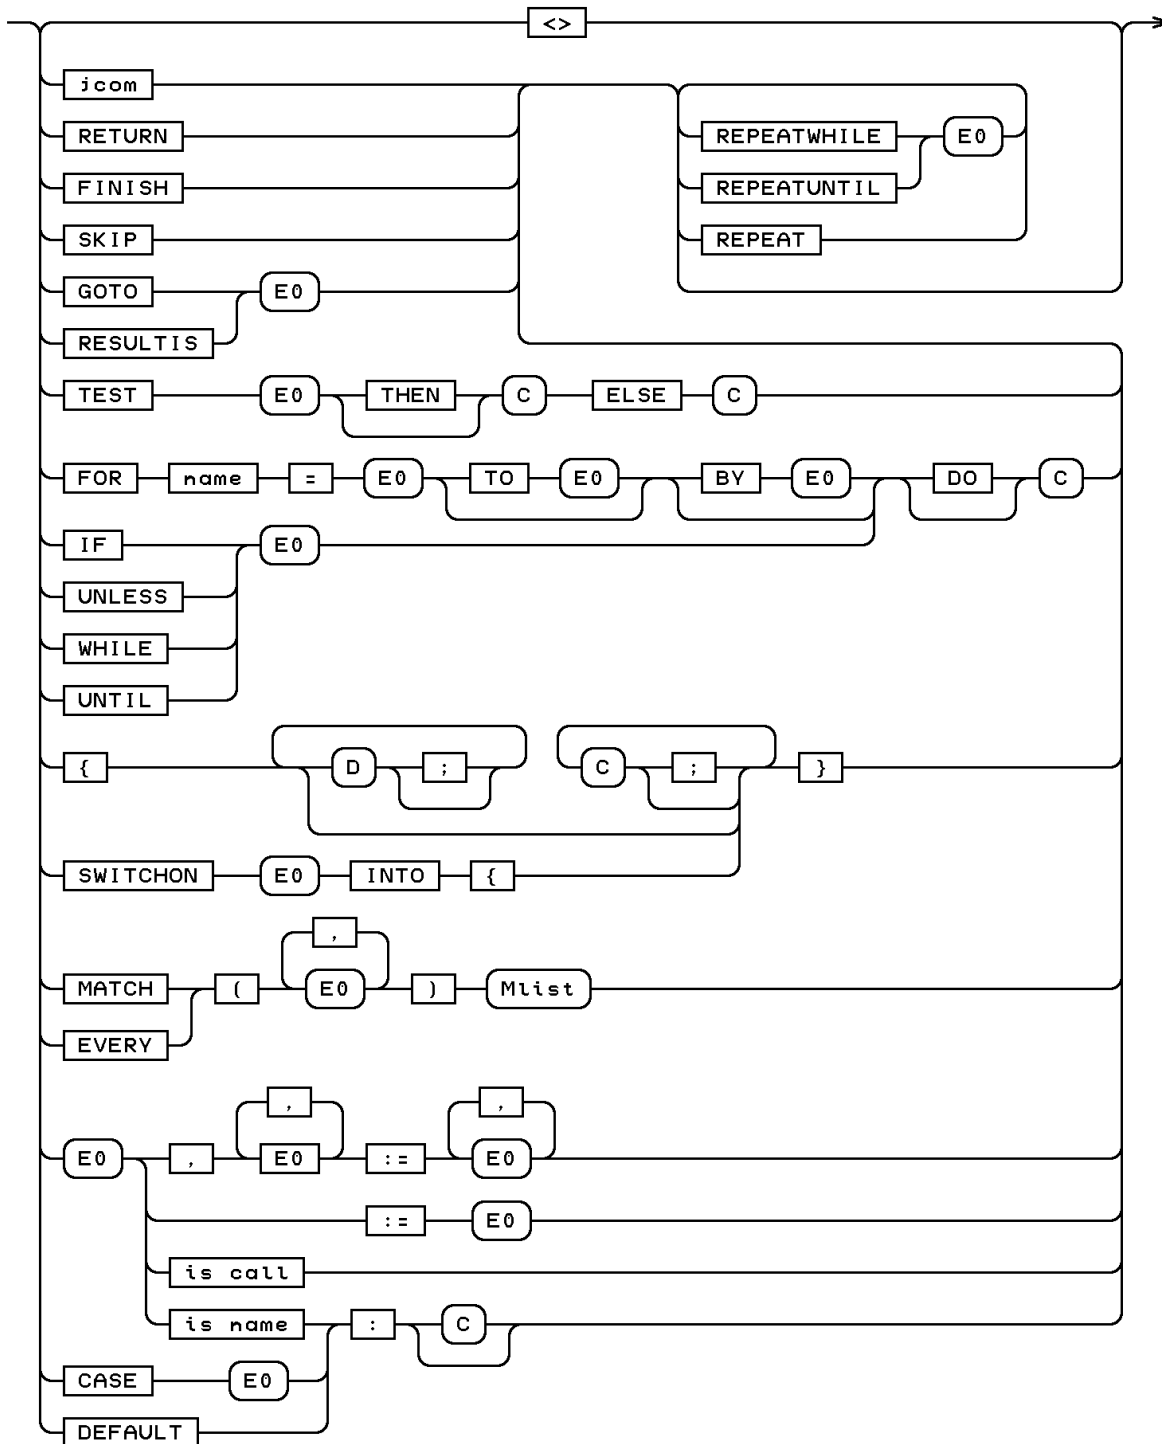 <>
jcom
RETURN REPEATWHILE E0
FINISH REPEATUNTIL
SKIP REPEAT
GOTO E0
RESULTIS
TEST E0 THEN C ELSE C
FOR name = E0 TO E0 BY E0 DO C
IF E0
UNLESS
WHILE
UNTIL
{ D ; C ; }
SWITCHON E0 INTO {
,
MATCH ( E0 ) Mlist
EVERY
, ,
E0 , E0 := E0
:= E0
is call
is name : C
CASE E0
DEFAULT